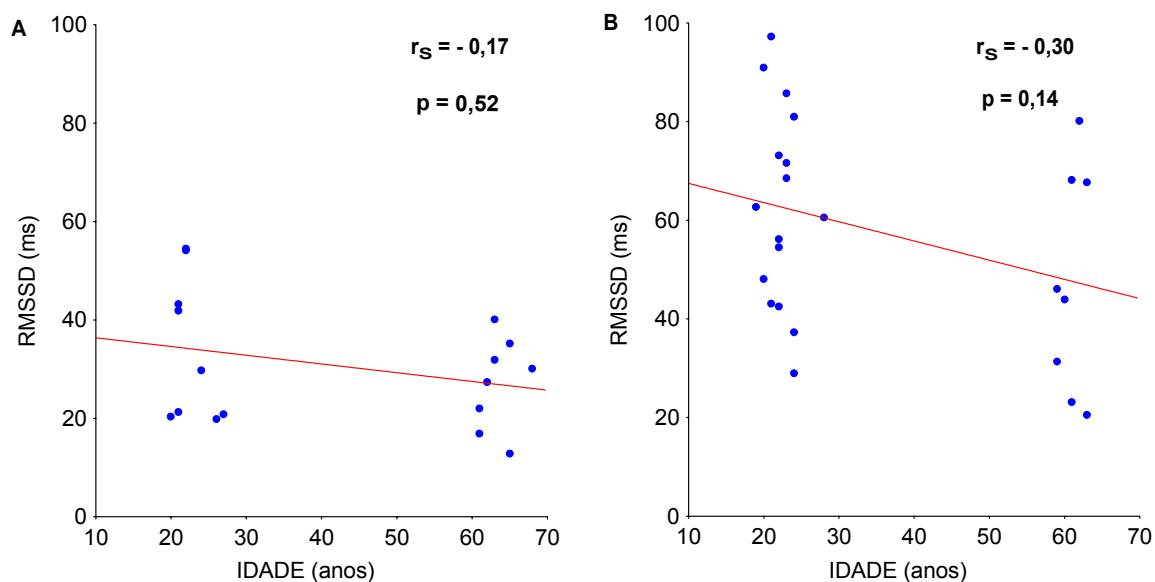 A
r_S = - 0,17
p = 0,52
RMSSD (ms)
100
80
60
40
20
0
10 20 30 40 50 60 70
IDADE (anos)
B
r_S = - 0,30
p = 0,14
RMSSD (ms)
100
80
60
40
20
0
10 20 30 40 50 60 70
IDADE (anos)